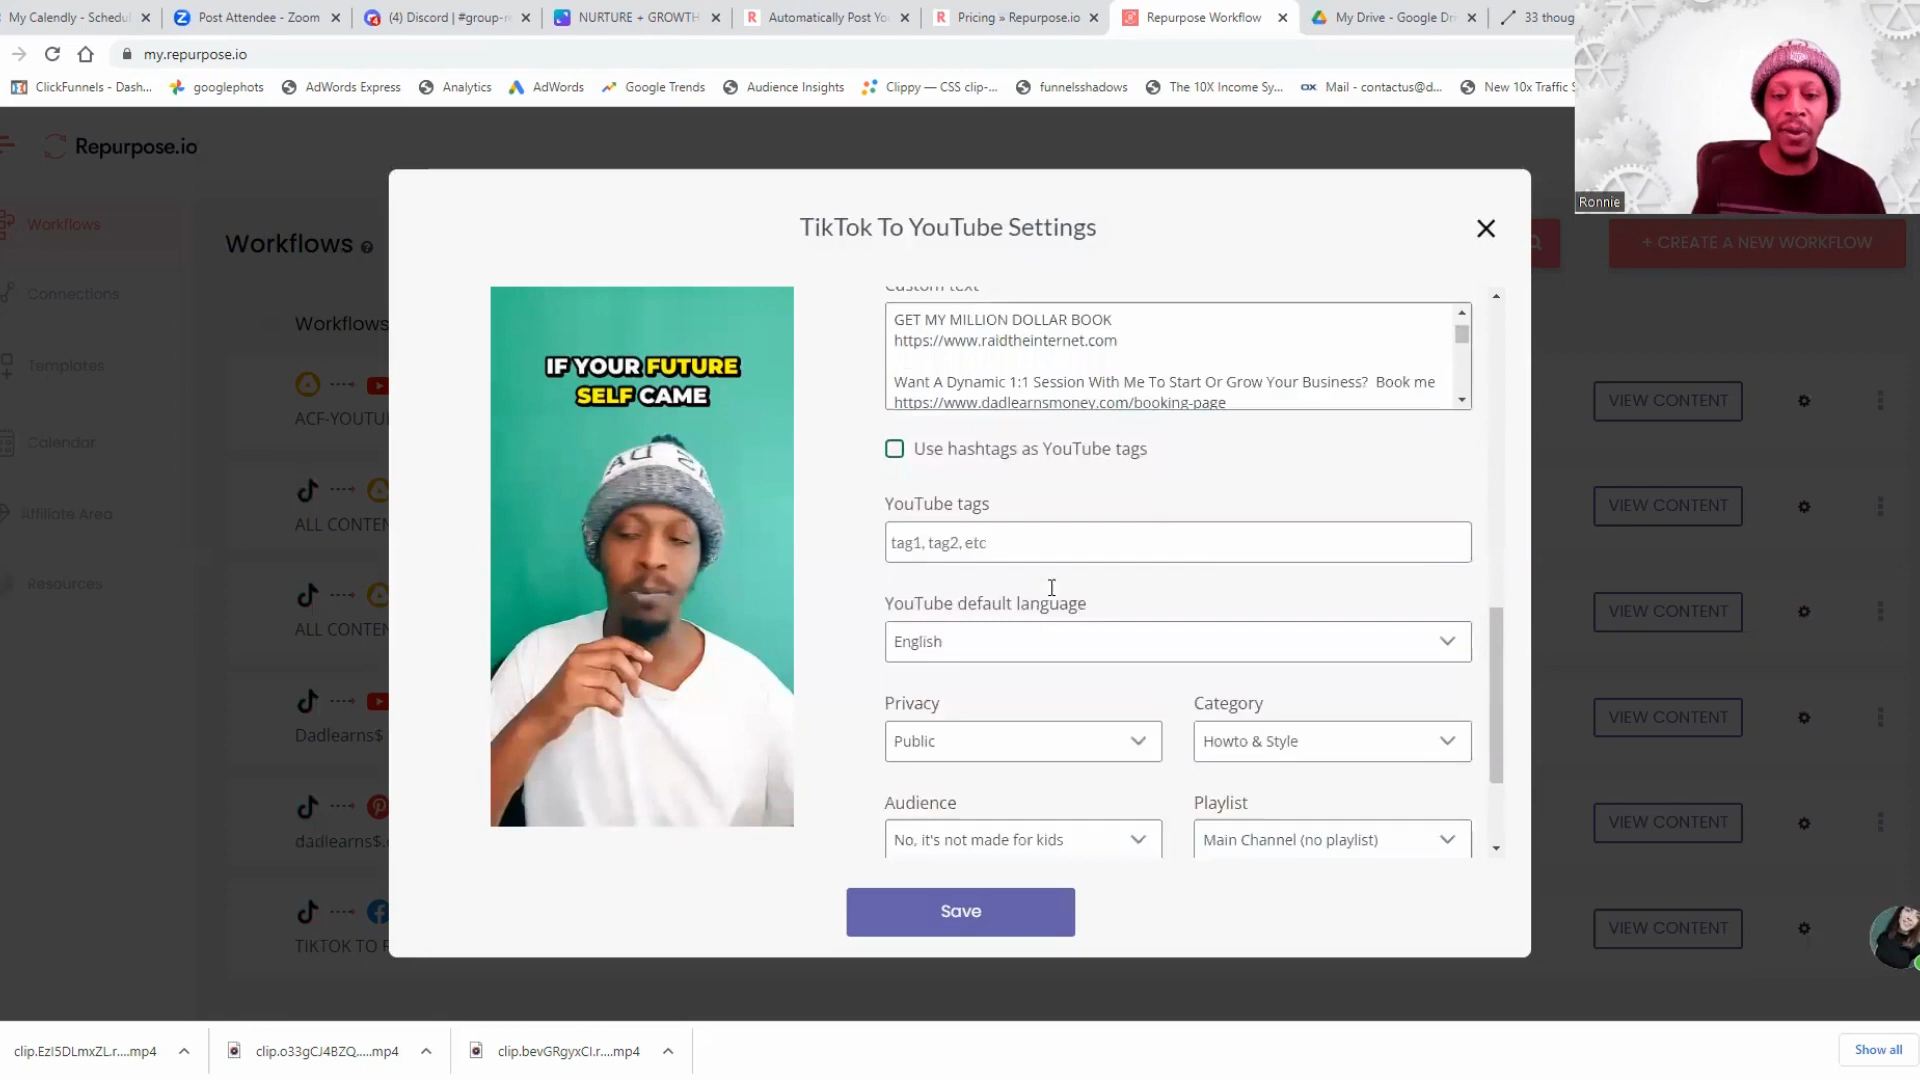 My Calendly - Schedul
Post Attendee - Zoom
(4) Discord | #group-r
NURTURE + GROWTH
Automatically Post Yo
Pricing » Repurpose.io
Repurpose Workflow
My Drive - Google Dr
33 thoug
my.repurpose.io
ClickFunnels - Dash...
googlephots
AdWords Express
Analytics
AdWords
Google Trends
Audience Insights
Clippy — CSS clip-...
funnelsshadows
The 10X Income Sy...
Mail - contactus@d...
New 10x Traffic S
Ronnie
Repurpose.io
Workflows
Connections
Templates
Calendar
Affiliate Area
Resources
Workflows
+ CREATE A NEW WORKFLOW
Workflows
ACF-YOUTU
VIEW CONTENT
ALL CONTEN
VIEW CONTENT
ALL CONTEN
VIEW CONTENT
Dadlearns$
VIEW CONTENT
dadlearns$.
VIEW CONTENT
TIKTOK TO F
VIEW CONTENT
TikTok To YouTube Settings
IF YOUR FUTURE
SELF CAME
Custom text
GET MY MILLION DOLLAR BOOK
https://www.raidtheinternet.com
Want A Dynamic 1:1 Session With Me To Start Or Grow Your Business? Book me
https://www.dadlearnsmoney.com/booking-page
Use hashtags as YouTube tags
YouTube tags
tag1, tag2, etc
YouTube default language
English
Privacy
Category
Public
Howto & Style
Audience
Playlist
No, it's not made for kids
Main Channel (no playlist)
Save
clip.EzI5DLmxZL.r....mp4
clip.o33gCJ4BZQ.....mp4
clip.bevGRgyxCI.r....mp4
Show all